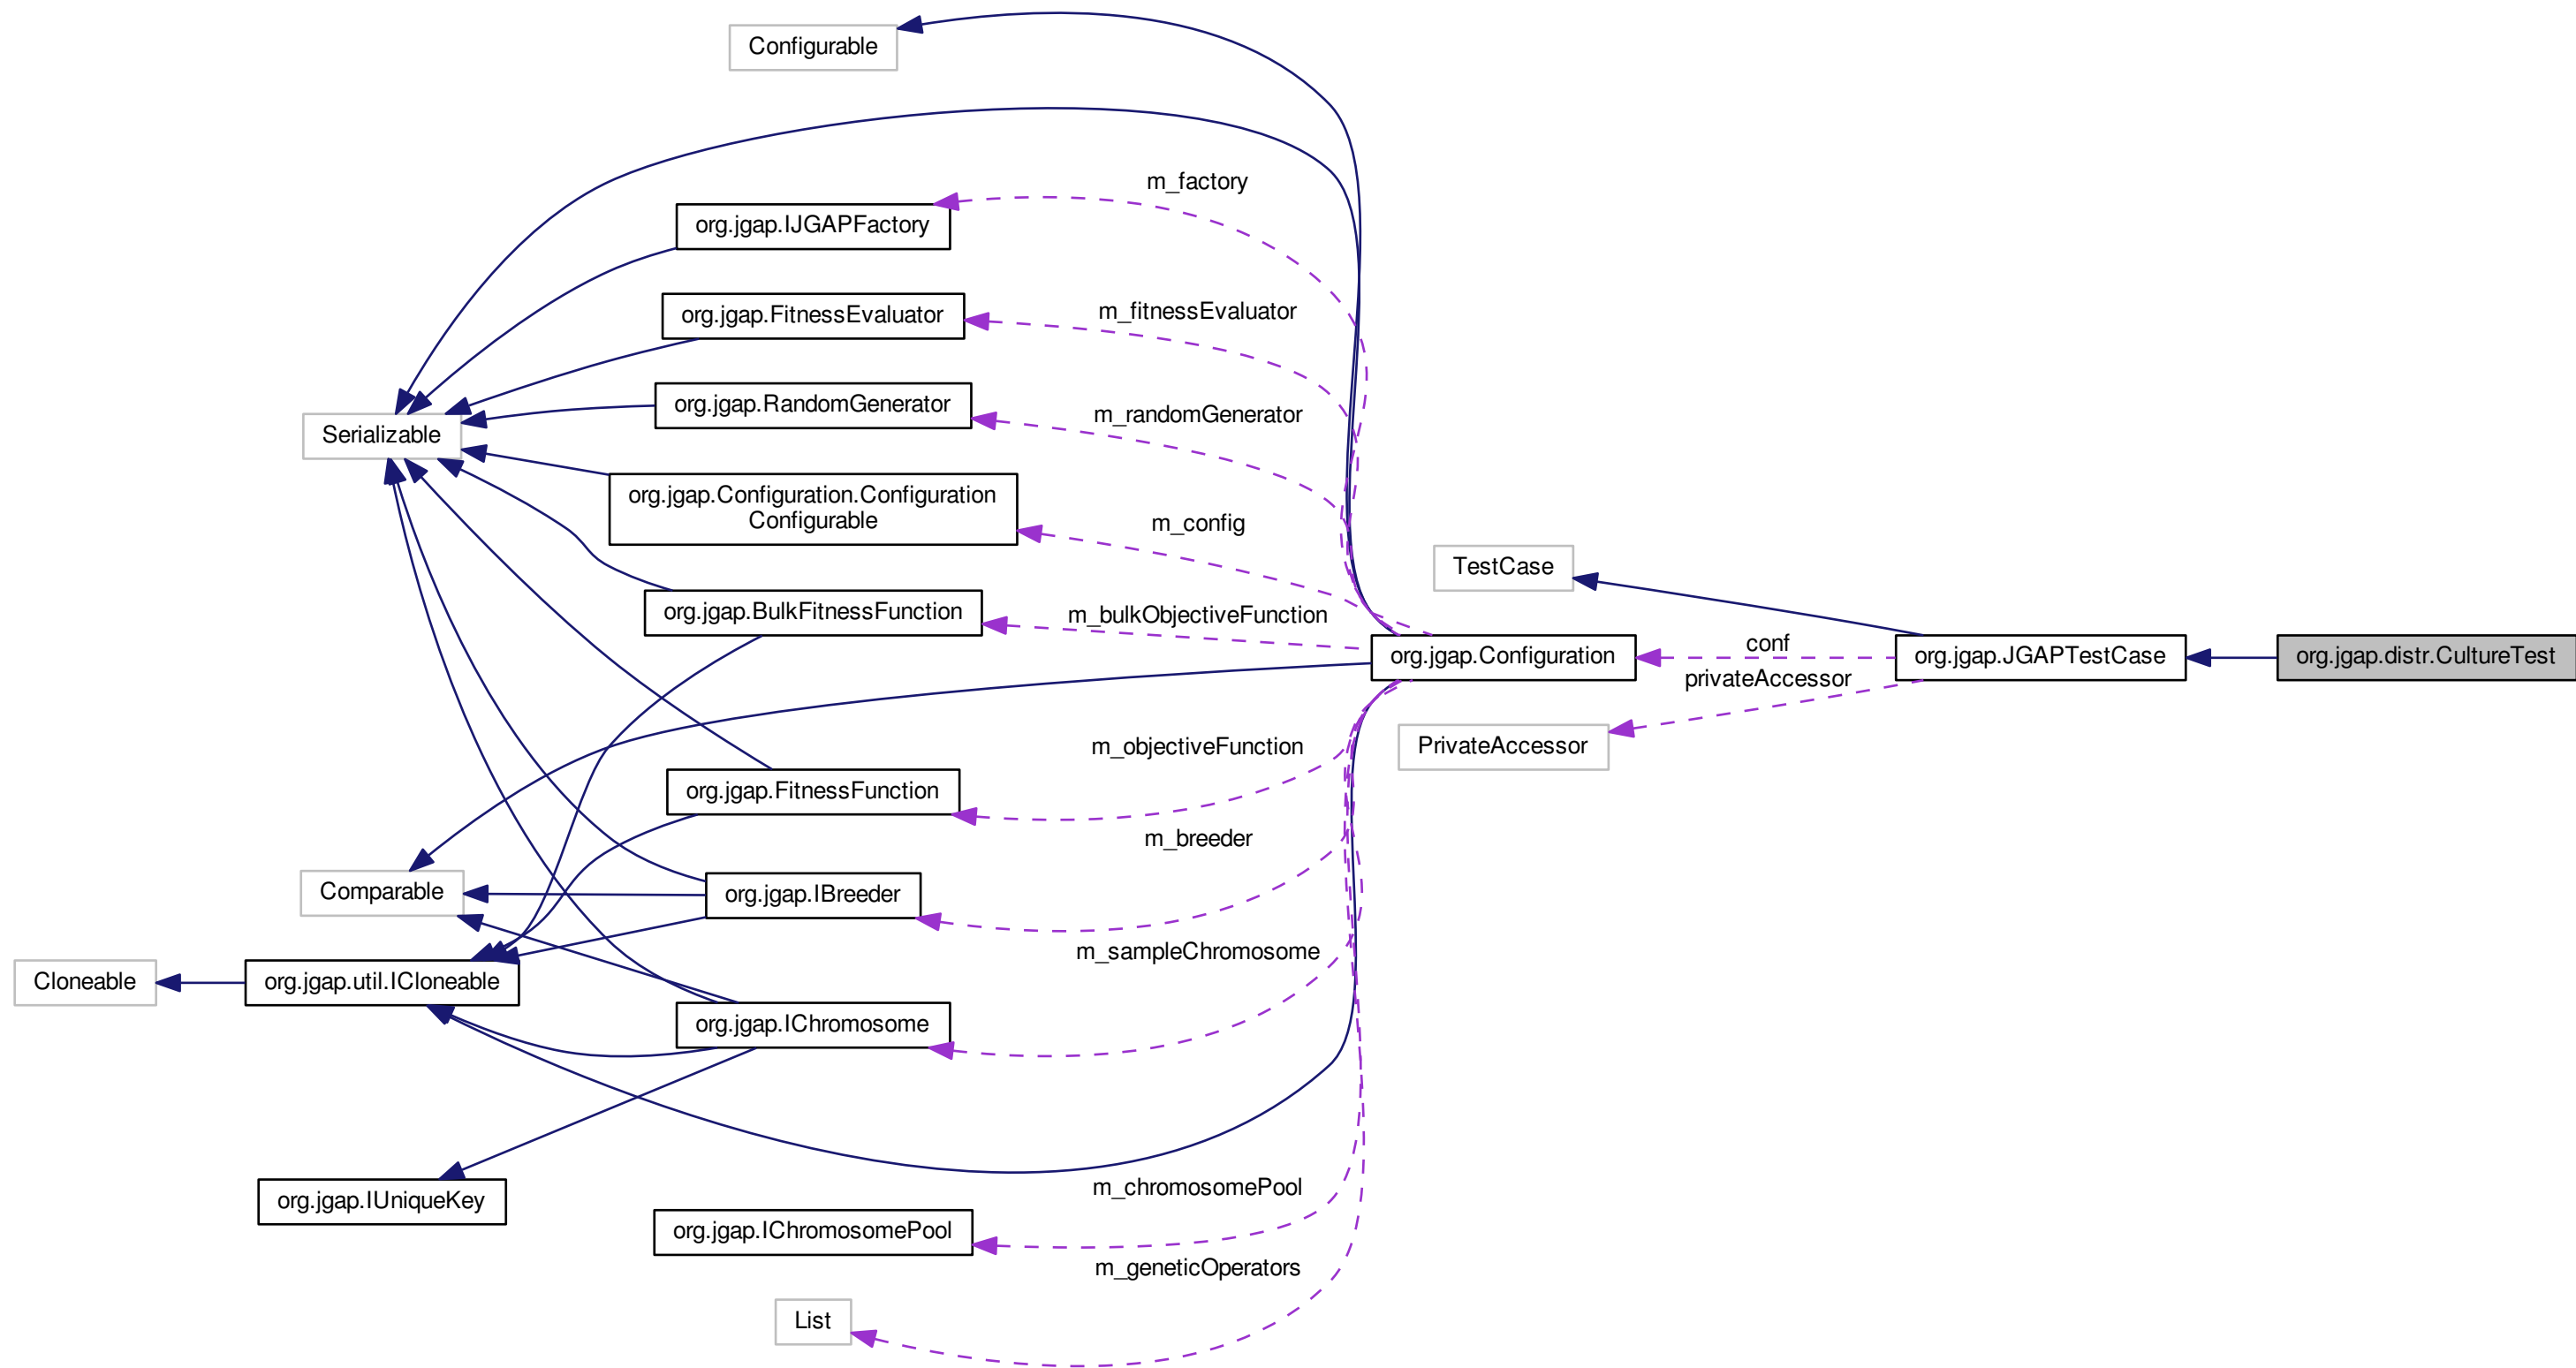 Configurable
m_factory
org.jgap.IJGAPFactory
m_fitnessEvaluator
org.jgap.FitnessEvaluator
m_randomGenerator
org.jgap.RandomGenerator
Serializable
org.jgap.Configuration.Configuration
Configurable
m_config
TestCase
m_bulkObjectiveFunction
org.jgap.BulkFitnessFunction
conf
org.jgap.Configuration
org.jgap.JGAPTestCase
org.jgap.distr.CultureTest
privateAccessor
PrivateAccessor
m_objectiveFunction
org.jgap.FitnessFunction
m_breeder
Comparable
org.jgap.IBreeder
m_sampleChromosome
Cloneable
org.jgap.util.ICloneable
org.jgap.IChromosome
m_chromosomePool
org.jgap.IUniqueKey
org.jgap.IChromosomePool
m_geneticOperators
List